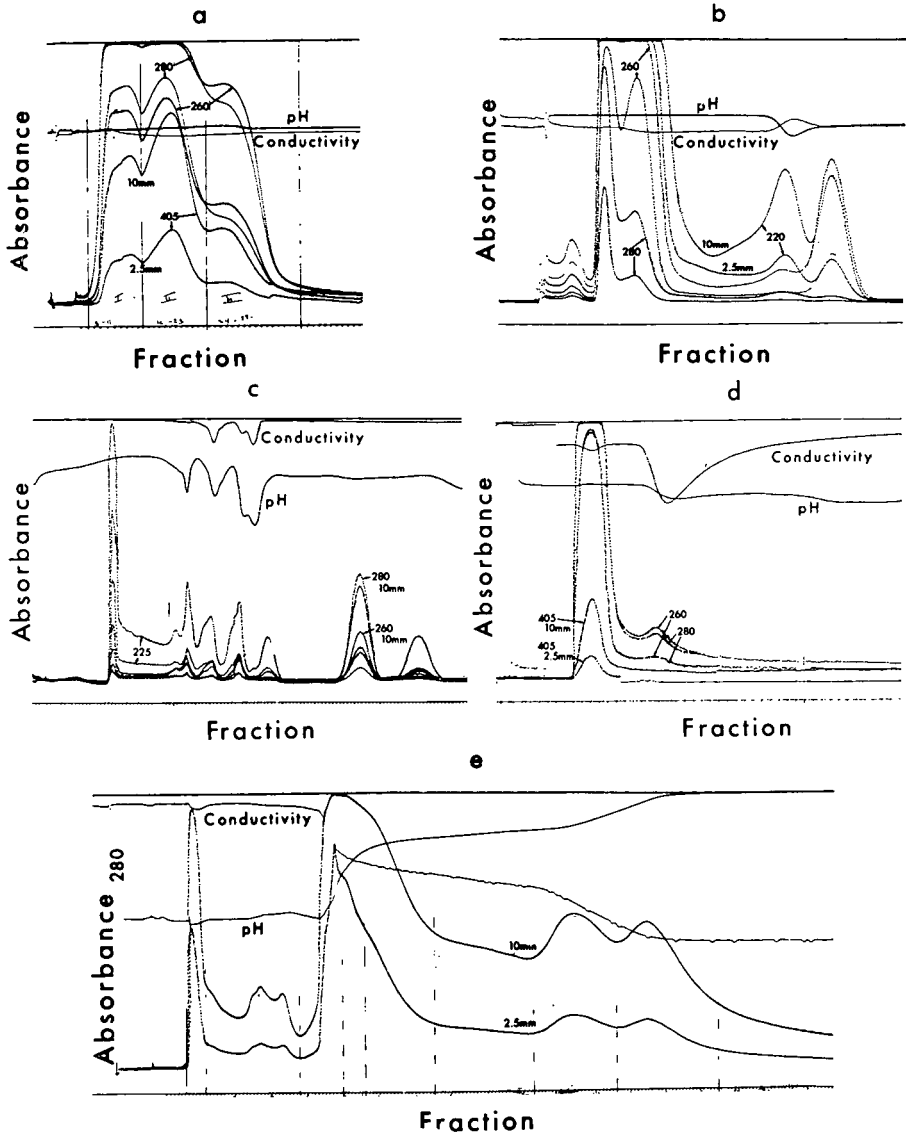 a
280
260
pH
Conductivity
10mm
405
2.5mm
I
II
III
Absorbance
Fraction
b
260
pH
Conductivity
280
10mm
220
2.5mm
Absorbance
Fraction
c
Conductivity
pH
280
10mm
260
10mm
225
Absorbance
Fraction
d
Conductivity
pH
405
10mm
260
280
405
2.5mm
Absorbance
Fraction
e
Conductivity
pH
10mm
2.5mm
Absorbance 280
Fraction